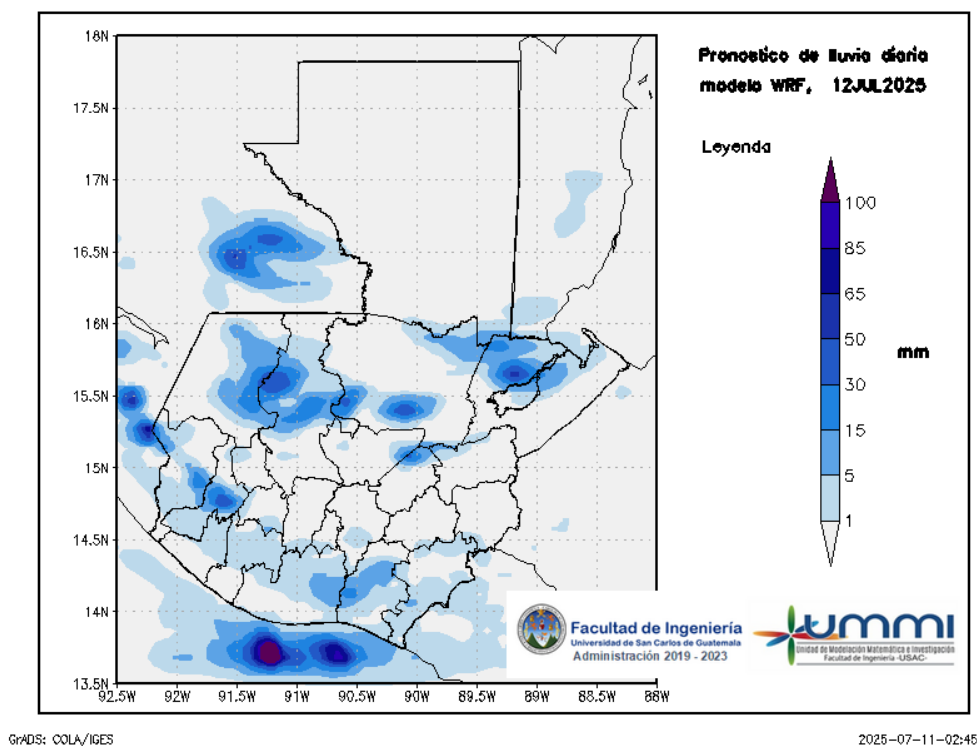 Pronostico de lluvia diaria
modelo WRF, 12JUL2025
Leyenda
100
85
65
50
30
15
5
1
mm
18N
17.5N
17N
16.5N
16N
15.5N
15N
14.5N
14N
13.5N
92.5W
92W
91.5W
91W
90.5W
90W
89.5W
89W
88.5W
88W
Facultad de Ingeniería
Universidad de San Carlos de Guatemala
Administración 2019 - 2023
ummi
Unidad de Modelación Matemática e Investigación
Facultad de Ingeniería -USAC-
GrADS: COLA/IGES
2025-07-11-02:45